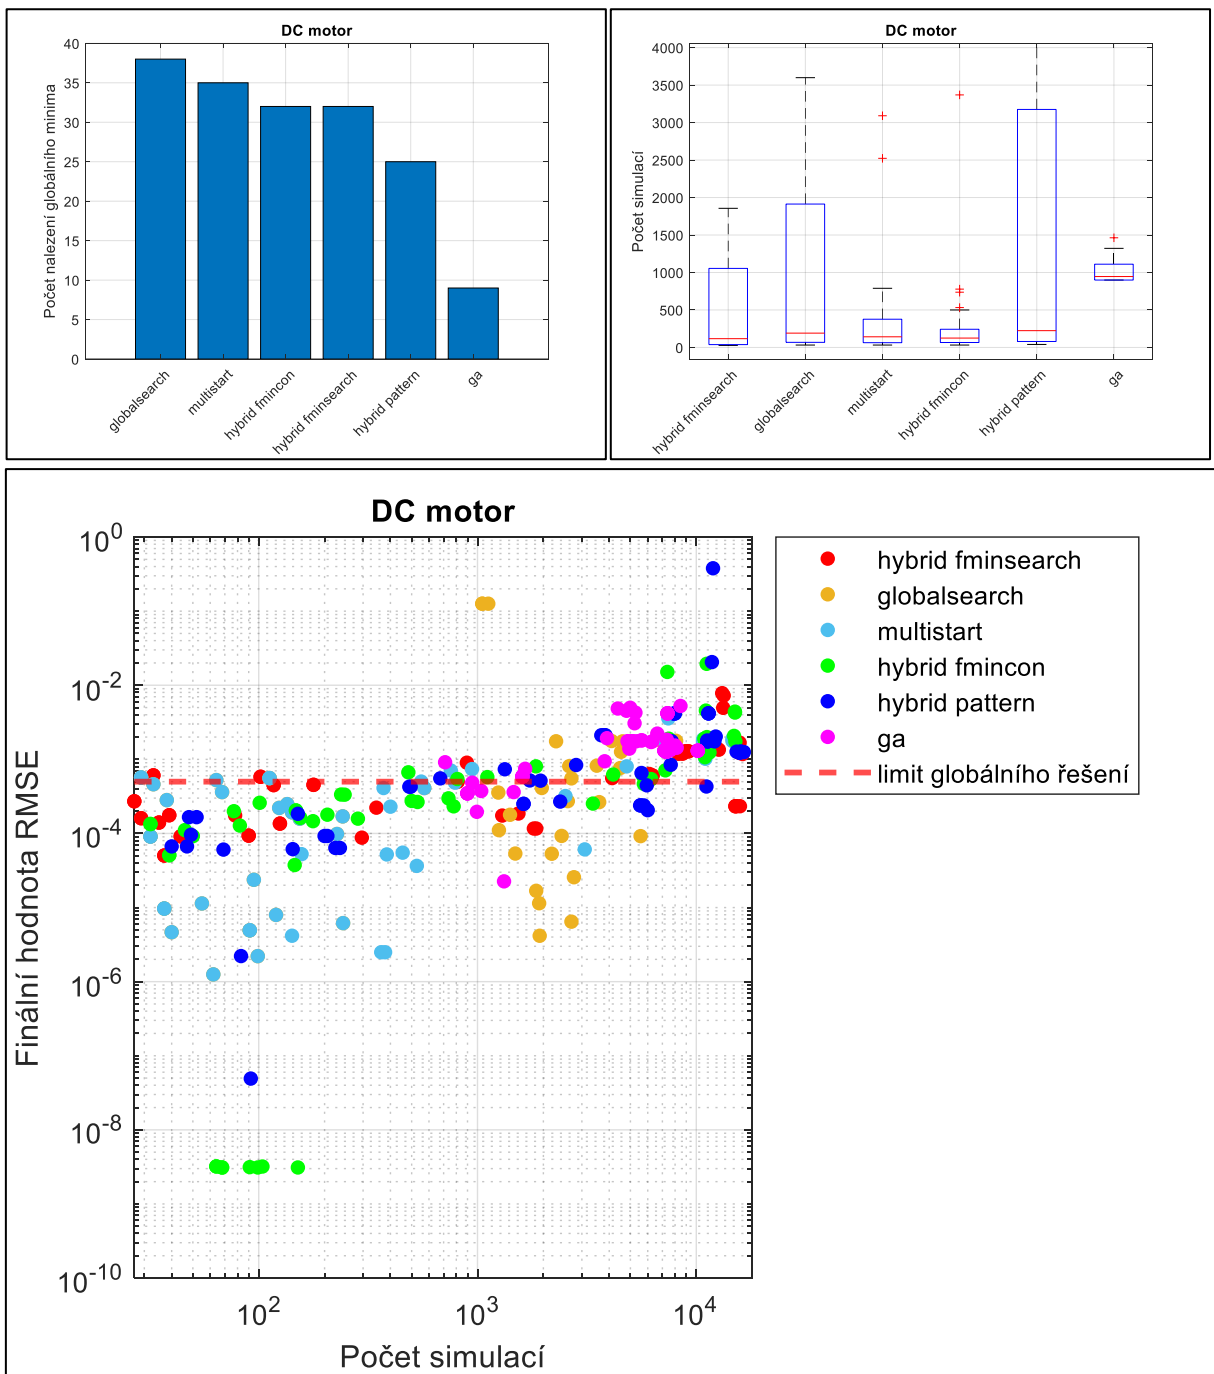 DC motor
Počet nalezení globálního minima
40
35
30
25
20
15
10
5
0
globalsearch
multistart
hybrid fmincon
hybrid fminsearch
hybrid pattern
ga
DC motor
Počet simulací
4000
3500
3000
2500
2000
1500
1000
500
0
hybrid fminsearch
globalsearch
multistart
hybrid fmincon
hybrid pattern
ga
DC motor
Finální hodnota RMSE
10^0
10^-2
10^-4
10^-6
10^-8
10^-10
10^2
10^3
10^4
Počet simulací
hybrid fminsearch
globalsearch
multistart
hybrid fmincon
hybrid pattern
ga
limit globálního řešení